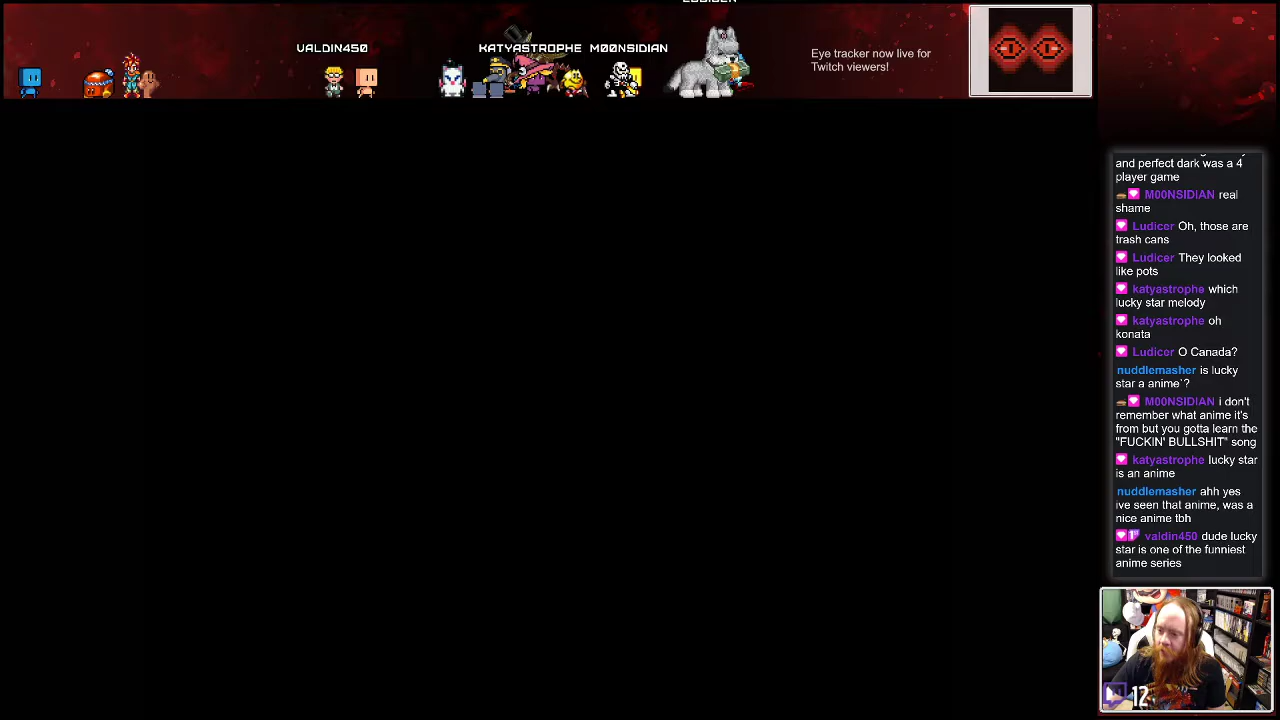 VALDIN450
KATYASTROPHE M00NSIDIAN
Eye tracker now live for
Twitch viewers!
and perfect dark was a 4
player game
M00NSIDIAN real
shame
Ludicer Oh, those are
trash cans
Ludicer They looked
like pots
katyastrophe which
lucky star melody
katyastrophe oh
konata
Ludicer O Canada?
nuddlemasher is lucky
star a anime`?
M00NSIDIAN i don't
remember what anime it's
from but you gotta learn the
"FUCKIN' BULLSHIT" song
katyastrophe lucky star
is an anime
nuddlemasher ahh yes
ive seen that anime, was a
nice anime tbh
valdin450 dude lucky
star is one of the funniest
anime series
12